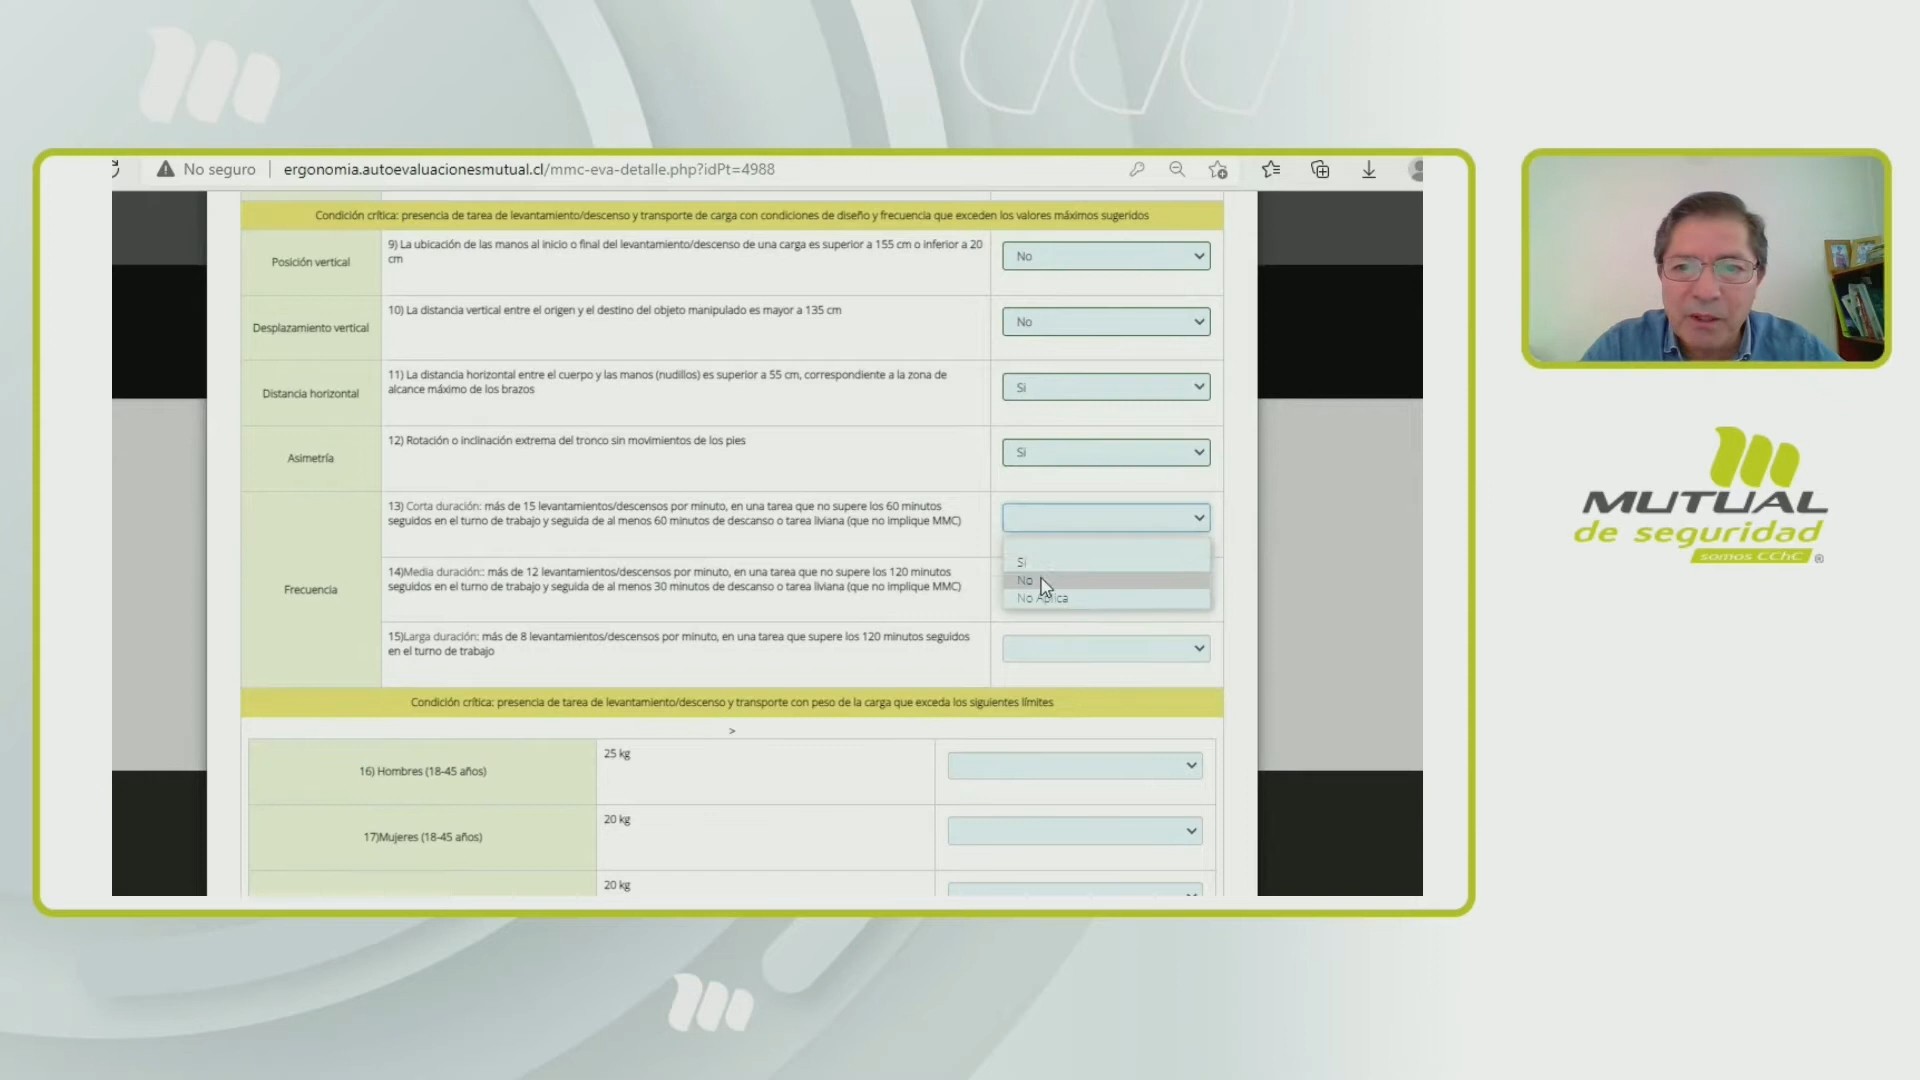 No seguro | ergonomia.autoevaluacionesmutual.cl/mmc-eva-detalle.php?idPt=4988
Condición crítica: presencia de tarea de levantamiento/descenso y transporte de carga con condiciones de diseño y frecuencia que exceden los valores máximos sugeridos
Posición vertical
9) La ubicación de las manos al inicio o final del levantamiento/descenso de una carga es superior a 155 cm o inferior a 20
cm
No
Desplazamiento vertical
10) La distancia vertical entre el origen y el destino del objeto manipulado es mayor a 135 cm
No
Distancia horizontal
11) La distancia horizontal entre el cuerpo y las manos (nudillos) es superior a 55 cm, correspondiente a la zona de
alcance máximo de los brazos
Si
Asimetría
12) Rotación o inclinación extrema del tronco sin movimientos de los pies
Si
Frecuencia
13) Corta duración: más de 15 levantamientos/descensos por minuto, en una tarea que no supere los 60 minutos
seguidos en el turno de trabajo y seguida de al menos 60 minutos de descanso o tarea liviana (que no implique MMC)
Si
No
No Aplica
14)Media duración:: más de 12 levantamientos/descensos por minuto, en una tarea que no supere los 120 minutos
seguidos en el turno de trabajo y seguida de al menos 30 minutos de descanso o tarea liviana (que no implique MMC)
15)Larga duración: más de 8 levantamientos/descensos por minuto, en una tarea que supere los 120 minutos seguidos
en el turno de trabajo
Condición crítica: presencia de tarea de levantamiento/descenso y transporte con peso de la carga que exceda los siguientes límites
>
16) Hombres (18-45 años)
25 kg
17)Mujeres (18-45 años)
20 kg
20 kg
MUTUAL
de seguridad
somos CChC ®